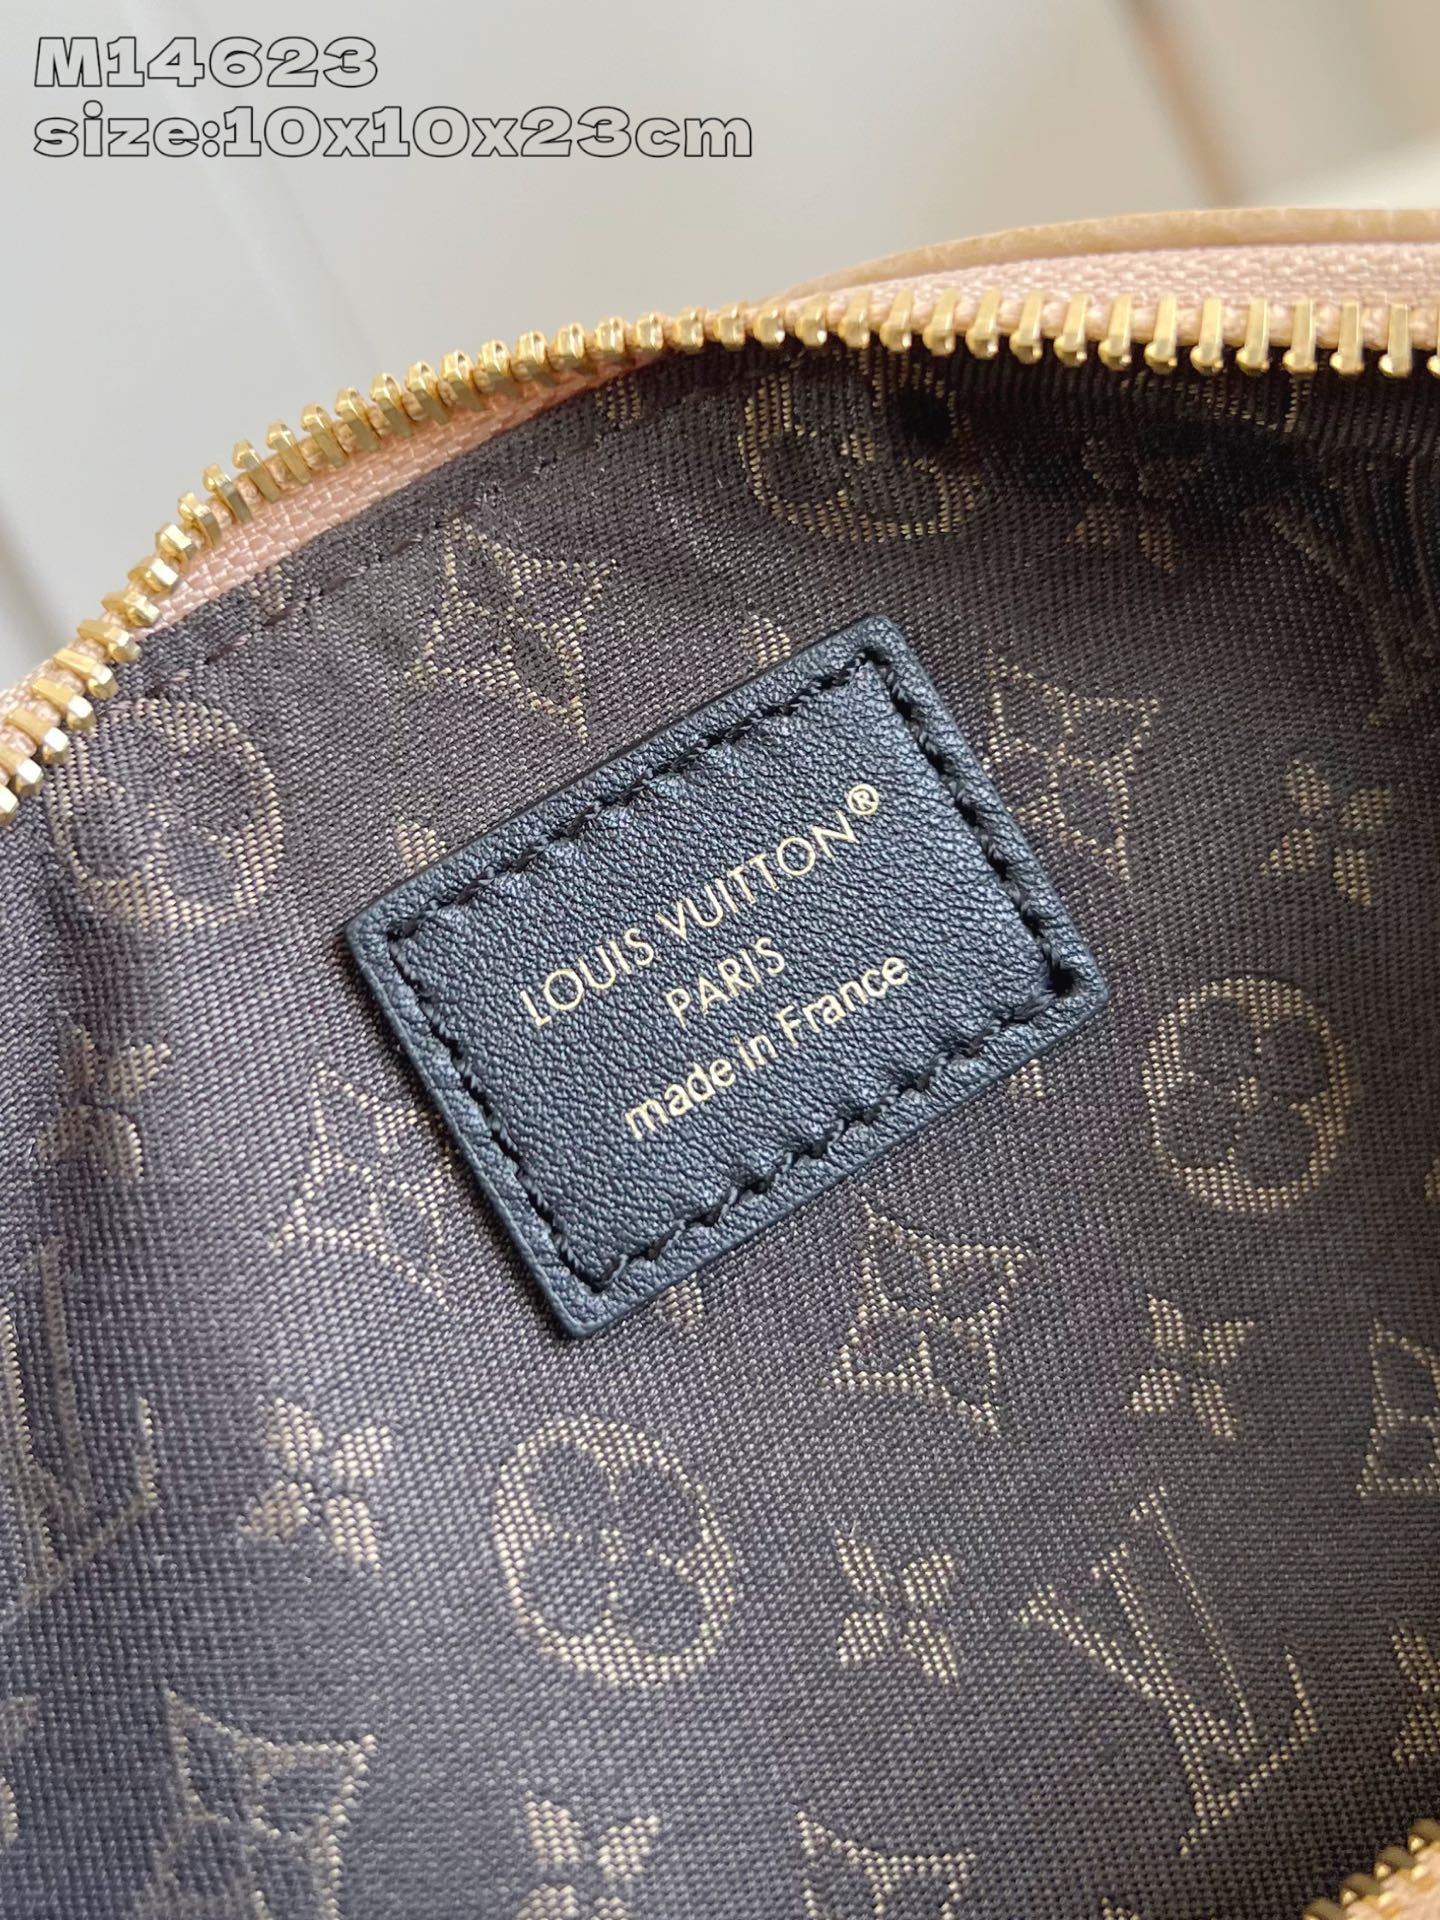 M14623
size:10x10x23cm
LOUIS VUITTON®
PARIS
made in France